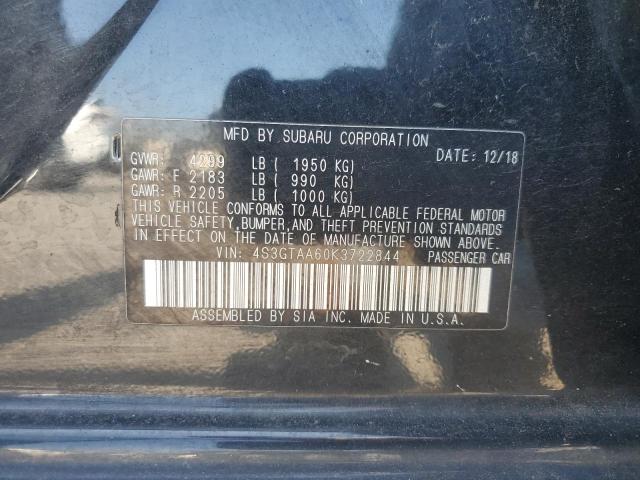 MFD BY SUBARU CORPORATION
GVWR: 4299 LB ( 1950 KG) DATE: 12/18
GAWR: F 2183 LB ( 990 KG)
GAWR: R 2205 LB ( 1000 KG)
THIS VEHICLE CONFORMS TO ALL APPLICABLE FEDERAL MOTOR
VEHICLE SAFETY, BUMPER, AND THEFT PREVENTION STANDARDS
IN EFFECT ON THE DATE OF MANUFACTURE SHOWN ABOVE.
VIN: 4S3GTAA60K3722844 PASSENGER CAR
ASSEMBLED BY SIA INC. MADE IN U.S.A.